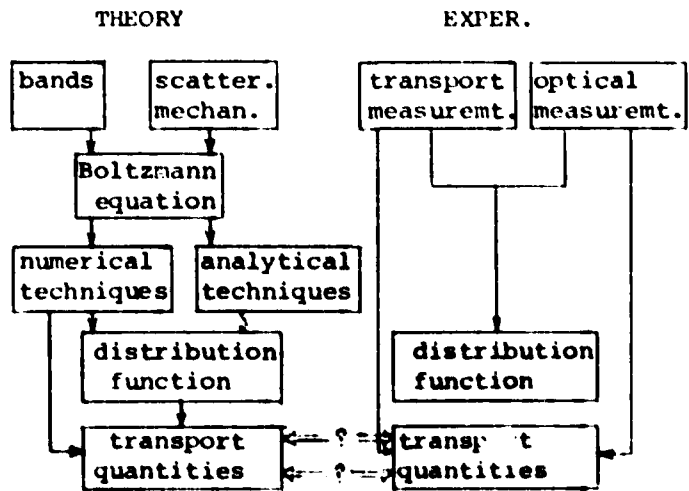 THEORY
EXPER.
bands
scatter.
mechan.
transport
measuremt.
optical
measuremt.
Boltzmann
equation
numerical
techniques
analytical
techniques
distribution
function
distribution
function
transport
quantities
?
?
quantities